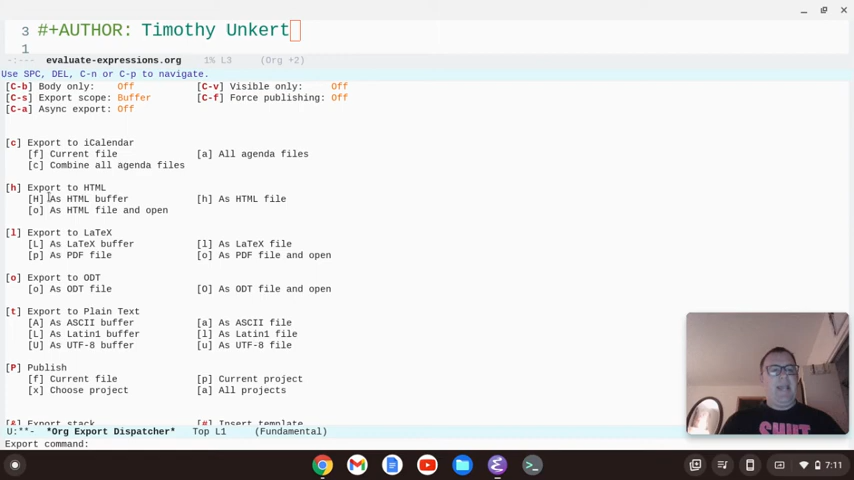 3 #+AUTHOR: Timothy Unkert
1
-:--- evaluate-expressions.org 1% L3 (Org +2)
Use SPC, DEL, C-n or C-p to navigate.
[C-b] Body only: Off [C-v] Visible only: Off
[C-s] Export scope: Buffer [C-f] Force publishing: Off
[C-a] Async export: Off
[c] Export to iCalendar
[f] Current file [a] All agenda files
[c] Combine all agenda files
[h] Export to HTML
[H] As HTML buffer [h] As HTML file
[o] As HTML file and open
[l] Export to LaTeX
[L] As LaTeX buffer [l] As LaTeX file
[p] As PDF file [o] As PDF file and open
[o] Export to ODT
[o] As ODT file [O] As ODT file and open
[t] Export to Plain Text
[A] As ASCII buffer [a] As ASCII file
[L] As Latin1 buffer [l] As Latin1 file
[U] As UTF-8 buffer [u] As UTF-8 file
[P] Publish
[f] Current file [p] Current project
[x] Choose project [a] All projects
[&] Export stack [#] Insert template
U:**- *Org Export Dispatcher* Top L1 (Fundamental)
Export command:
SHUT
7:11